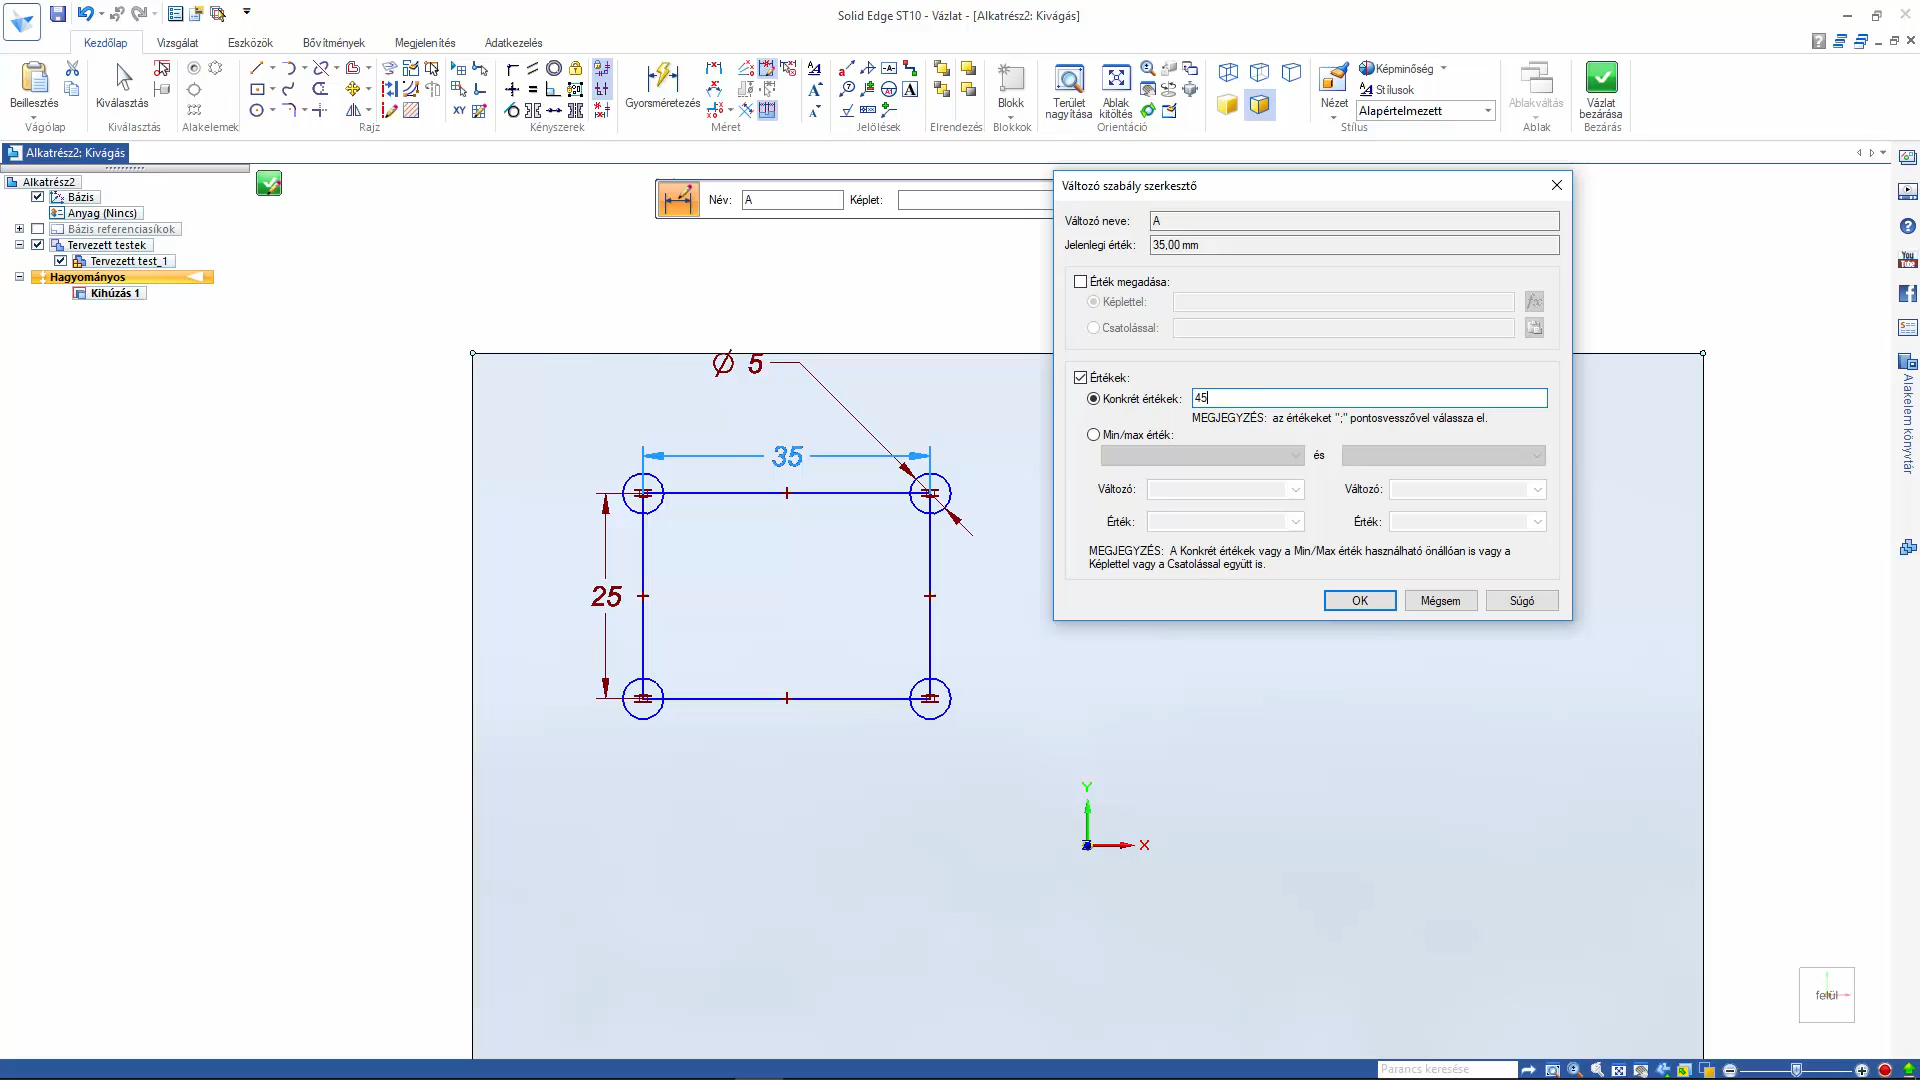 Solid Edge ST10 - Vázlat - [Alkatrész2: Kivágás]
Kezdőlap
Vizsgálat
Eszközök
Bővítmények
Megjelenítés
Adatkezelés
Beillesztés
Vágólap
Kiválasztás
Kiválasztás
Alakelemek
Rajz
Kényszerek
Gyorsméretezés
Méret
Jelölések
Elrendezés
Blokk
Blokkok
Terület nagyítása
Ablak kitöltés
Orientáció
Nézet
Képminőség
Stílusok
Alapértelmezett
Stílus
Ablakváltás
Ablak
Vázlat bezárása
Bezárás
Alkatrész2: Kivágás
Alkatrész2
Bázis
Anyag (Nincs)
Bázis referenciasíkok
Tervezett testek
Tervezett test_1
Hagyományos
Kihúzás 1
Név: A
Képlet:
Változó szabály szerkesztő
Változó neve: A
Jelenlegi érték: 35,00 mm
Érték megadása:
Képlettel:
fx
Csatolással:
Értékek:
Konkrét értékek: 45
MEGJEGYZÉS: az értékeket ";" pontosvesszővel válassza el.
Min/max érték:
és
Változó:
Változó:
Érték:
Érték:
MEGJEGYZÉS: A Konkrét értékek vagy a Min/Max érték használható önállóan is vagy a
Képlettel vagy a Csatolással együtt is.
OK
Mégsem
Súgó
Ø 5
35
25
Y
X
felül
You
Tube
Alakelem könyvtár
Parancs keresése